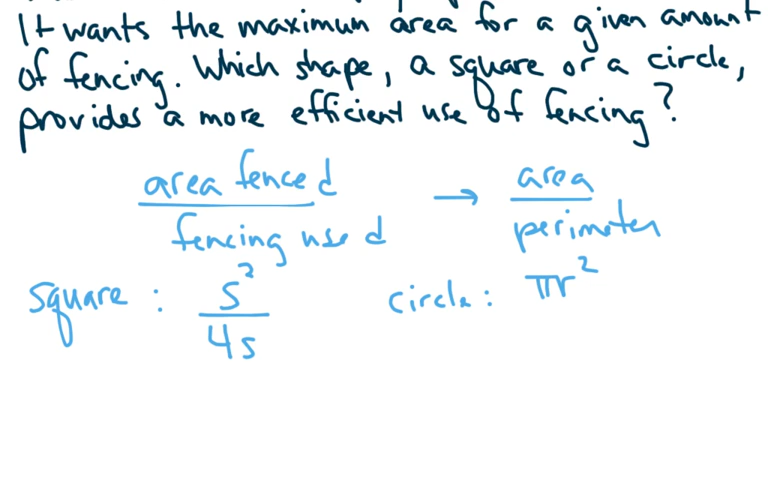 It wants the maximum area for a given amount
of fencing. Which shape, a square or a circle,
provides a more efficient use of fencing?
area fenced / fencing used → area / perimeter
square : s² / 4s circle : πr²